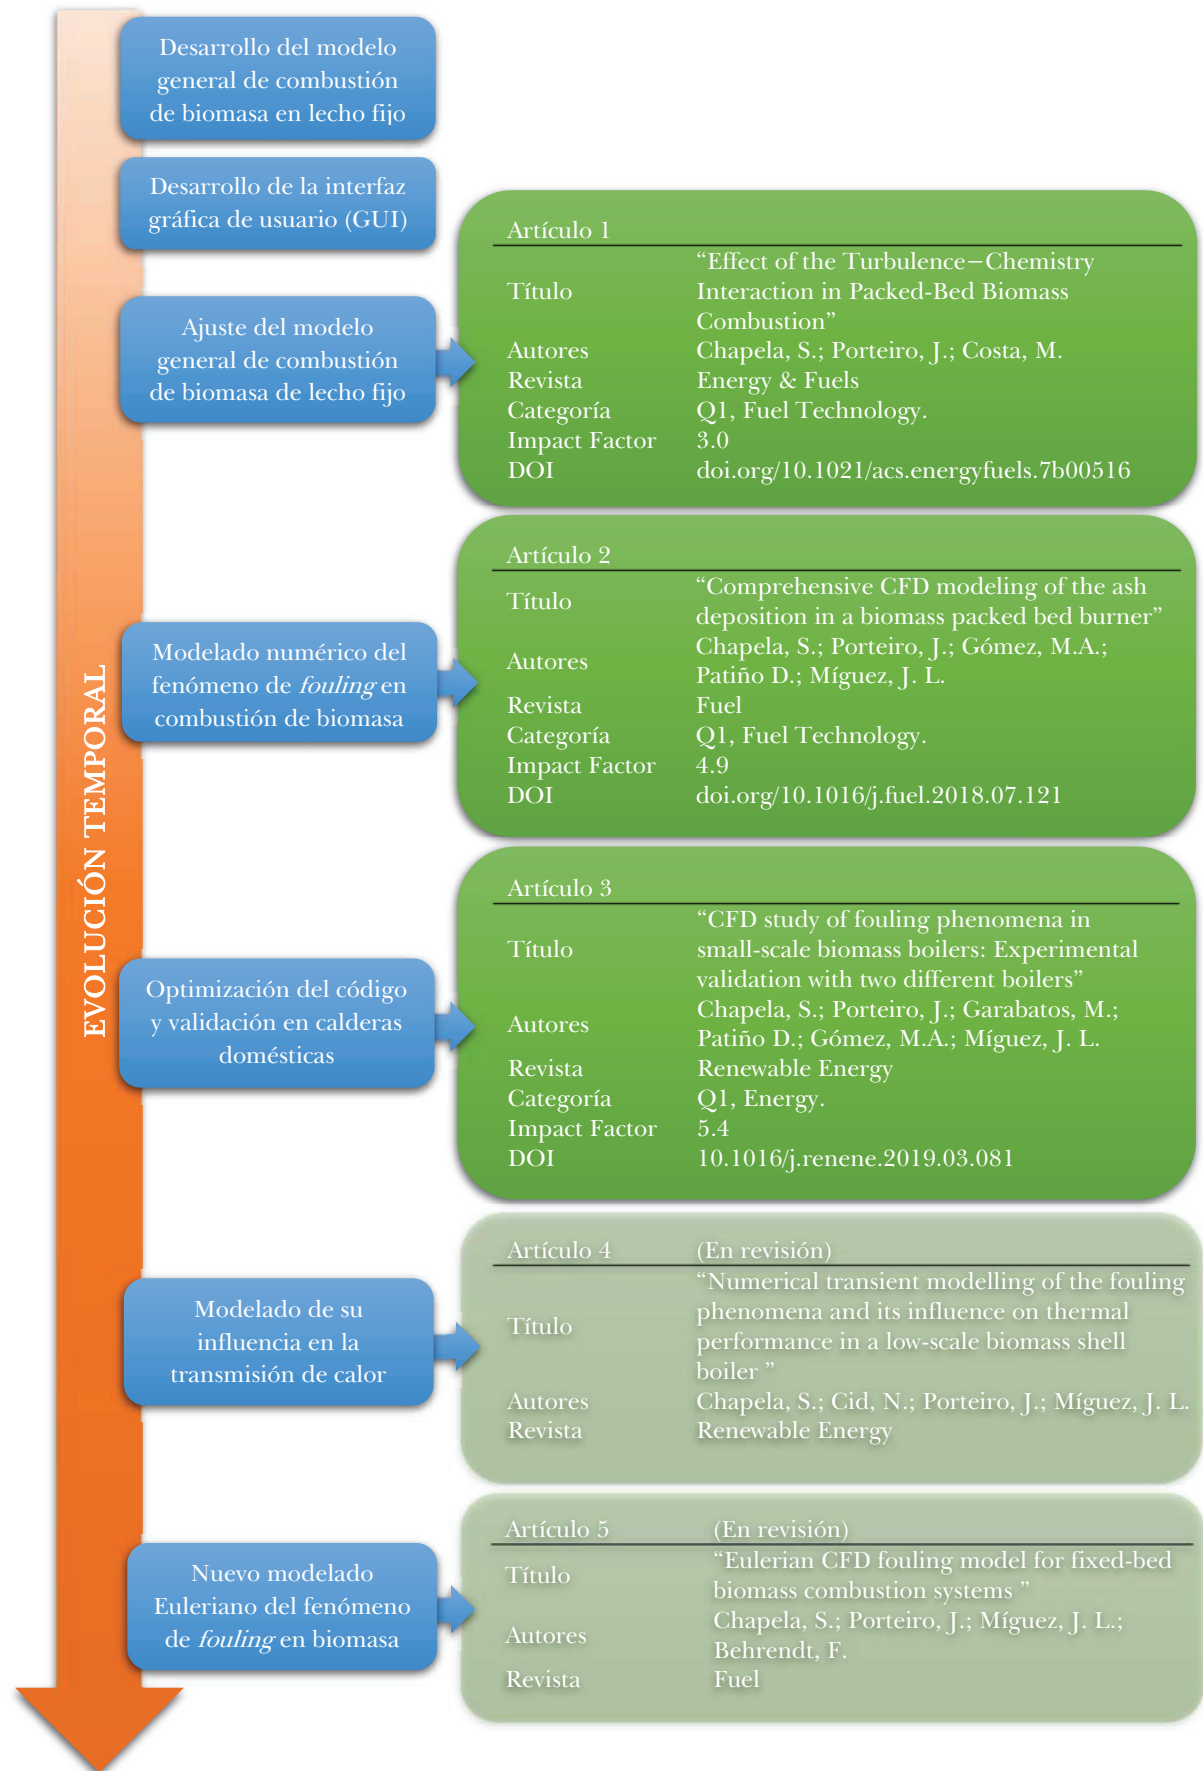 Desarrollo del modelo
general de combustión
de biomasa en lecho fijo
Desarrollo de la interfaz
gráfica de usuario (GUI)
Ajuste del modelo
general de combustión
de biomasa de lecho fijo
Artículo 1
Título
“Effect of the Turbulence−Chemistry
Interaction in Packed-Bed Biomass
Combustion”
Autores Chapela, S.; Porteiro, J.; Costa, M.
Revista Energy & Fuels
Categoría Q1, Fuel Technology.
Impact Factor 3.0
DOI doi.org/10.1021/acs.energyfuels.7b00516
Modelado numérico del
fenómeno de fouling en
combustión de biomasa
Artículo 2
Título
“Comprehensive CFD modeling of the ash
deposition in a biomass packed bed burner”
Autores
Chapela, S.; Porteiro, J.; Gómez, M.A.;
Patiño D.; Míguez, J. L.
Revista Fuel
Categoría Q1, Fuel Technology.
Impact Factor 4.9
DOI doi.org/10.1016/j.fuel.2018.07.121
EVOLUCIÓN TEMPORAL
Optimización del código
y validación en calderas
domésticas
Artículo 3
Título
“CFD study of fouling phenomena in
small-scale biomass boilers: Experimental
validation with two different boilers”
Autores
Chapela, S.; Porteiro, J.; Garabatos, M.;
Patiño D.; Gómez, M.A.; Míguez, J. L.
Revista Renewable Energy
Categoría Q1, Energy.
Impact Factor 5.4
DOI 10.1016/j.renene.2019.03.081
Modelado de su
influencia en la
transmisión de calor
Artículo 4 (En revisión)
Título
“Numerical transient modelling of the fouling
phenomena and its influence on thermal
performance in a low-scale biomass shell
boiler ”
Autores Chapela, S.; Cid, N.; Porteiro, J.; Míguez, J. L.
Revista Renewable Energy
Nuevo modelado
Euleriano del fenómeno
de fouling en biomasa
Artículo 5 (En revisión)
Título
“Eulerian CFD fouling model for fixed-bed
biomass combustion systems ”
Autores
Chapela, S.; Porteiro, J.; Míguez, J. L.;
Behrendt, F.
Revista Fuel